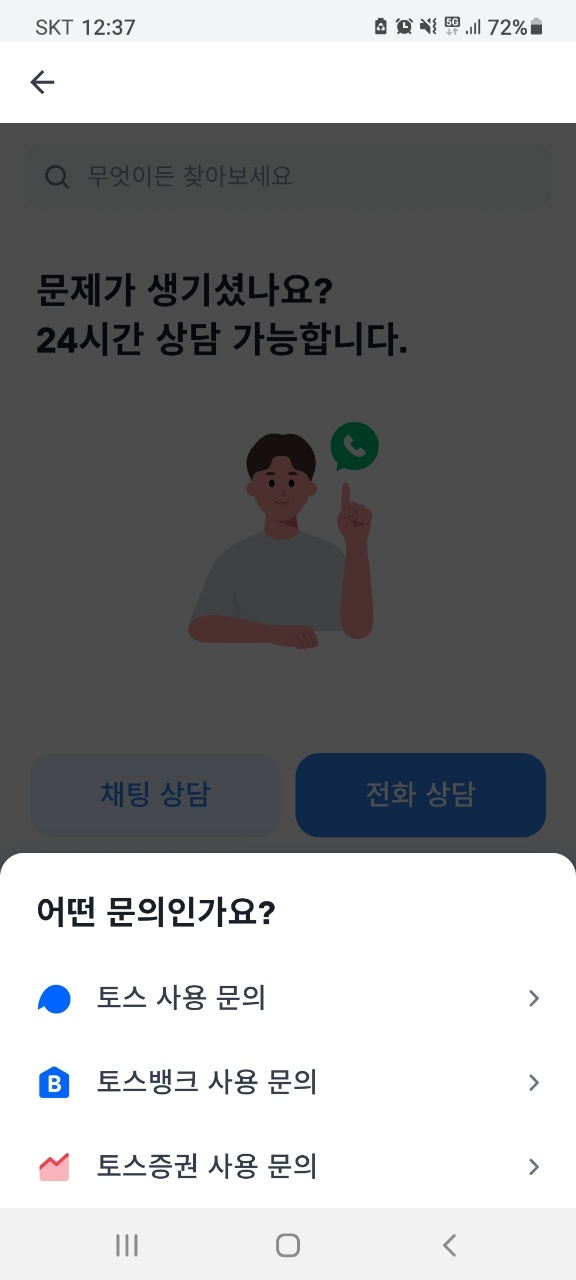 SKT 12:37 5G 72%
무엇이든 찾아보세요
문제가 생기셨나요?
24시간 상담 가능합니다.
채팅 상담
전화 상담
어떤 문의인가요?
토스 사용 문의
B 토스뱅크 사용 문의
토스증권 사용 문의